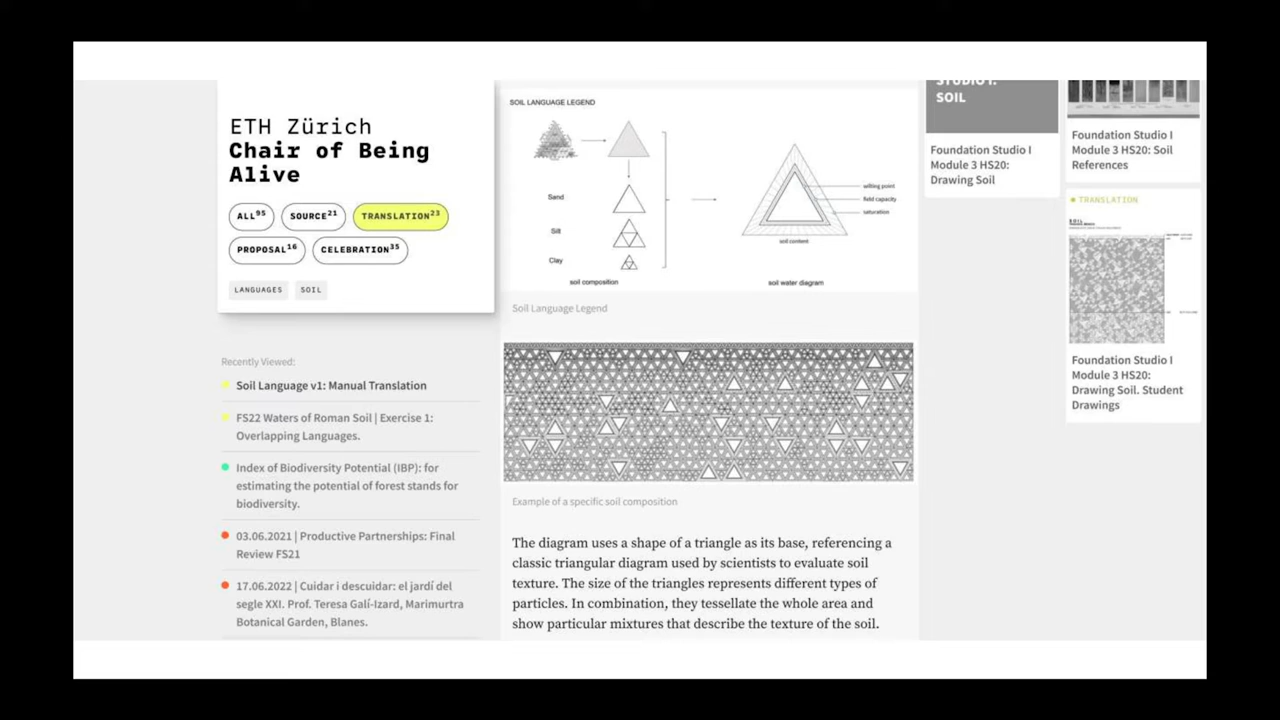 ETH Zürich
Chair of Being
Alive
ALL95 SOURCE21 TRANSLATION23
PROPOSAL16 CELEBRATION35
LANGUAGES SOIL
Recently Viewed:
Soil Language v1: Manual Translation
FS22 Waters of Roman Soil | Exercise 1:
Overlapping Languages.
Index of Biodiversity Potential (IBP): for
estimating the potential of forest stands for
biodiversity.
03.06.2021 | Productive Partnerships: Final
Review FS21
17.06.2022 | Cuidar i descuidar: el jardí del
segle XXI. Prof. Teresa Galí-Izard, Marimurtra
Botanical Garden, Blanes.
SOIL LANGUAGE LEGEND
Sand
Silt
Clay
soil composition
wilting point
field capacity
saturation
soil content
soil water diagram
Soil Language Legend
Example of a specific soil composition
The diagram uses a shape of a triangle as its base, referencing a
classic triangular diagram used by scientists to evaluate soil
texture. The size of the triangles represents different types of
particles. In combination, they tessellate the whole area and
show particular mixtures that describe the texture of the soil.
STUDIO I:
SOIL
Foundation Studio I
Module 3 HS20:
Drawing Soil
Foundation Studio I
Module 3 HS20: Soil
References
TRANSLATION
SOIL
Foundation Studio I
Module 3 HS20:
Drawing Soil. Student
Drawings